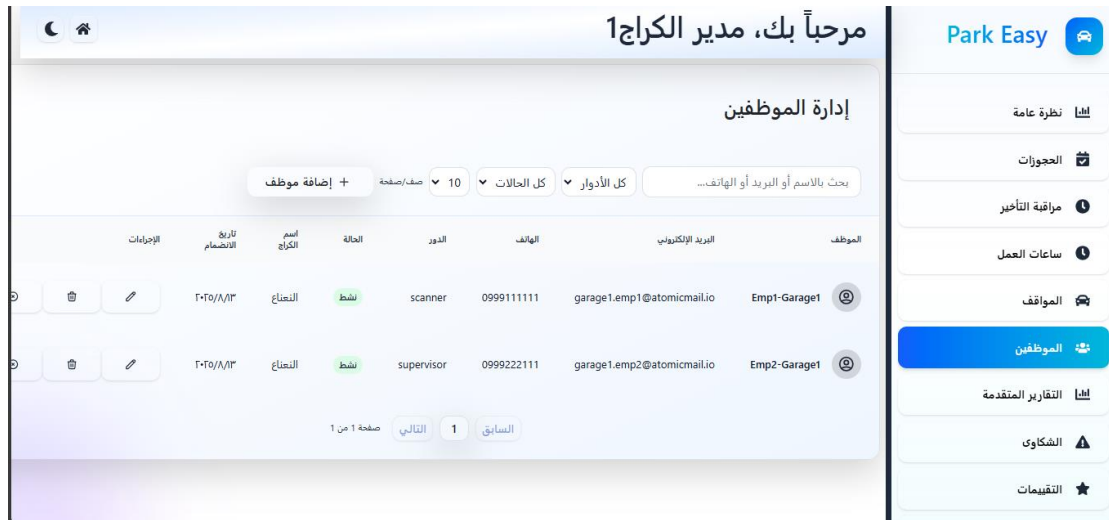 Park Easy
نظرة عامة
الحجوزات
مراقبة التأخير
ساعات العمل
المواقف
الموظفين
التقارير المتقدمة
الشكاوى
التقييمات
مرحباً بك، مدير الكراج1
إدارة الموظفين
بحث بالاسم أو البريد أو الهاتف... كل الأدوار كل الحالات 10 صف/صفحة + إضافة موظف
الموظف البريد الإلكتروني الهاتف الدور الحالة اسم الكراج تاريخ الانضمام الإجراءات
Emp1-Garage1 garage1.emp1@atomicmail.io 0999111111 scanner نشط النعناع ٢٠٢٥/٨/١٣
Emp2-Garage1 garage1.emp2@atomicmail.io 0999222111 supervisor نشط النعناع ٢٠٢٥/٨/١٣
السابق 1 التالي صفحة 1 من 1